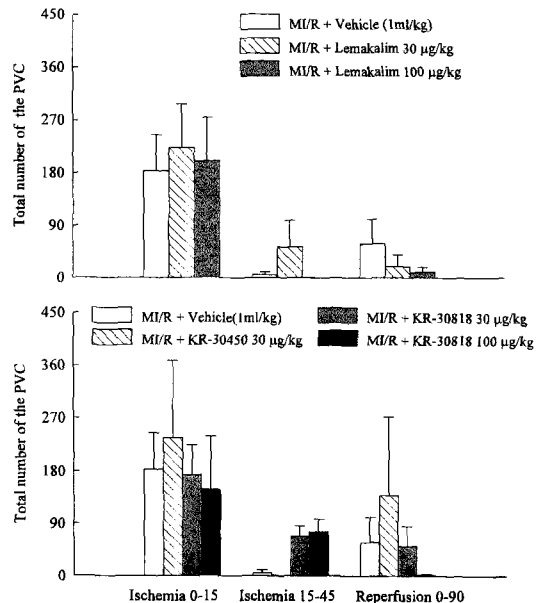 Total number of the PVC
450
360
270
180
90
0
MI/R + Vehicle (1ml/kg)
MI/R + Lemakalim 30 µg/kg
MI/R + Lemakalim 100 µg/kg
Total number of the PVC
450
360
270
180
90
0
MI/R + Vehicle(1ml/kg)
MI/R + KR-30450 30 µg/kg
MI/R + KR-30818 30 µg/kg
MI/R + KR-30818 100 µg/kg
Ischemia 0-15
Ischemia 15-45
Reperfusion 0-90